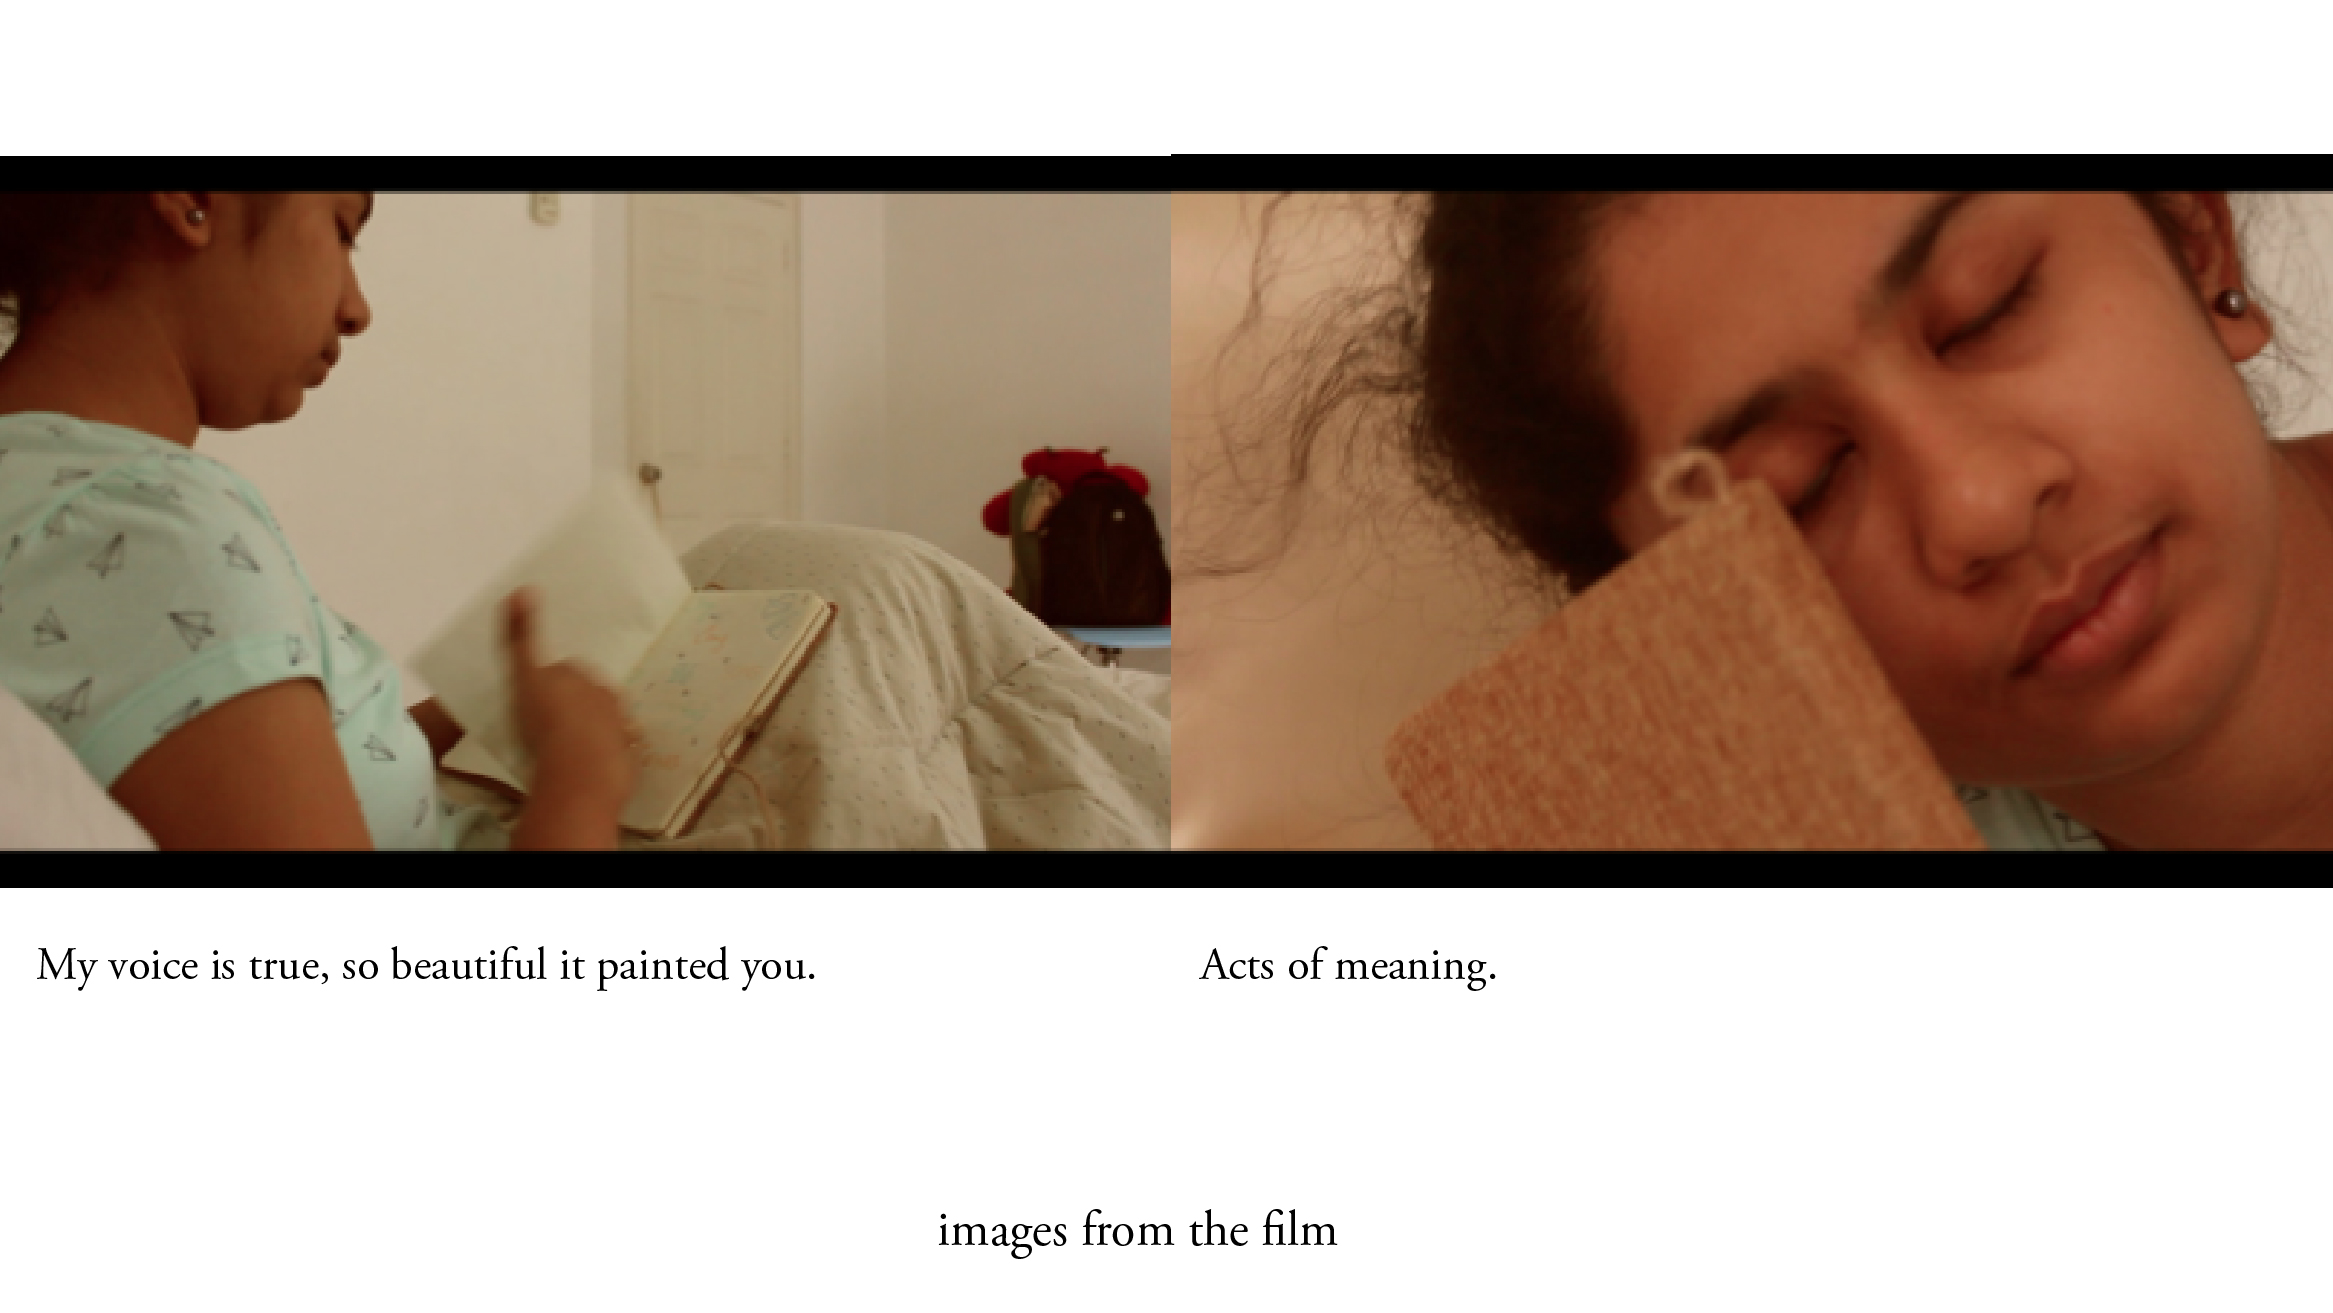 My voice is true, so beautiful it painted you.
Acts of meaning.
images from the film